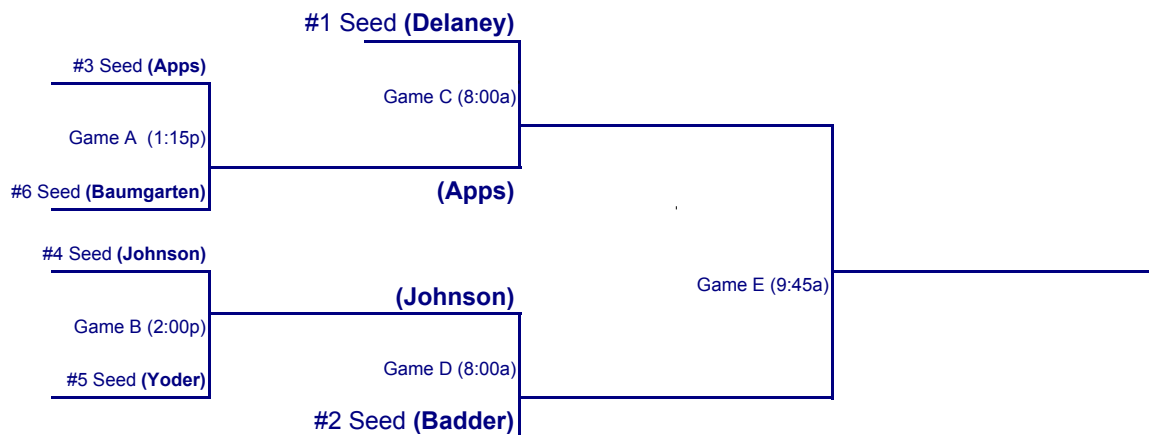 #1 Seed (Delaney)
#3 Seed (Apps)
Game C (8:00a)
Game A (1:15p)
#6 Seed (Baumgarten)
(Apps)
#4 Seed (Johnson)
Game E (9:45a)
(Johnson)
Game B (2:00p)
Game D (8:00a)
#5 Seed (Yoder)
#2 Seed (Badder)